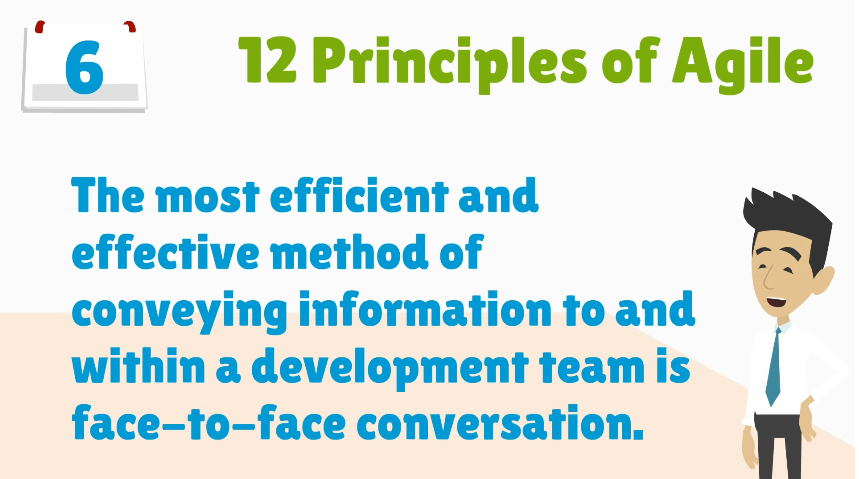 6
12 Principles of Agile
The most efficient and
effective method of
conveying information to and
within a development team is
face-to-face conversation.